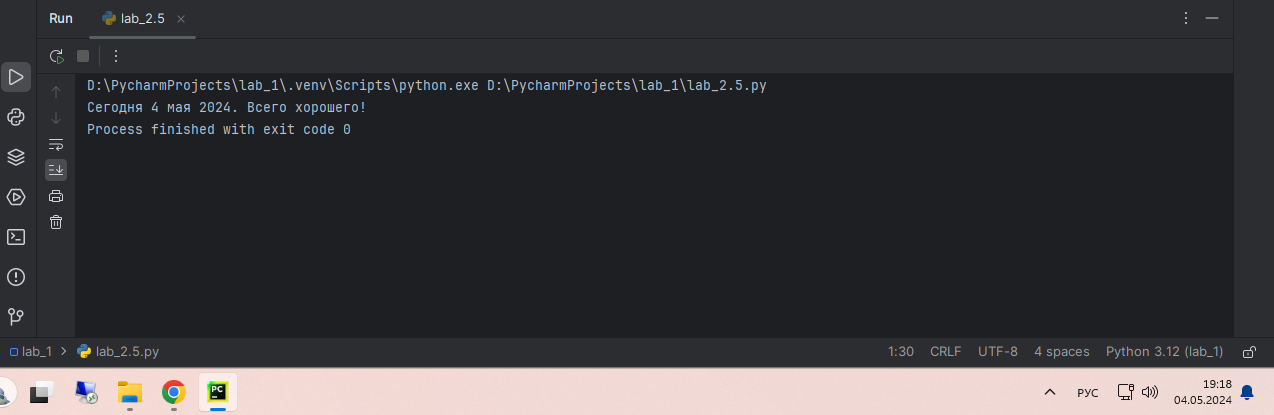 Run lab_2.5
D:\PycharmProjects\lab_1\.venv\Scripts\python.exe D:\PycharmProjects\lab_1\lab_2.5.py
Сегодня 4 мая 2024. Всего хорошего!
Process finished with exit code 0
lab_1 > lab_2.5.py 1:30 CRLF UTF-8 4 spaces Python 3.12 (lab_1)
PC
РУС
19:18
04.05.2024